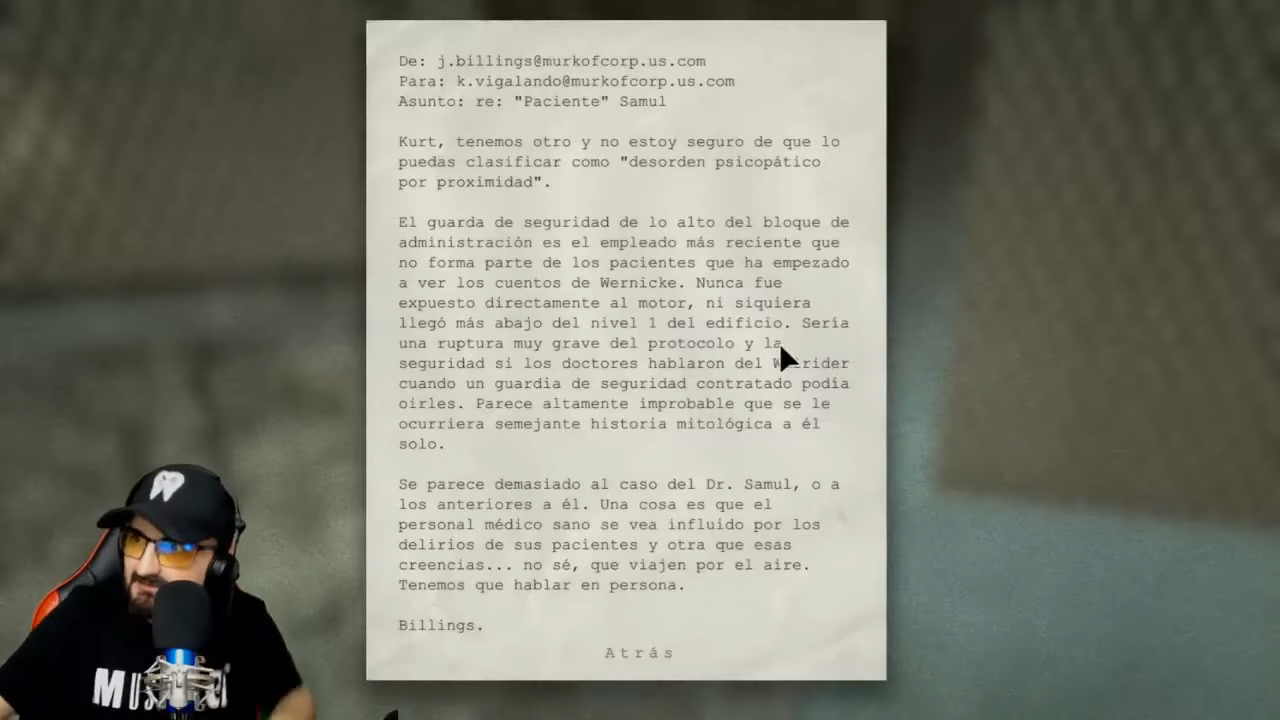 De: j.billings@murkofcorp.us.com
Para: k.vigalando@murkofcorp.us.com
Asunto: re: "Paciente" Samul
Kurt, tenemos otro y no estoy seguro de que lo
puedas clasificar como "desorden psicopático
por proximidad".
El guarda de seguridad de lo alto del bloque de
administración es el empleado más reciente que
no forma parte de los pacientes que ha empezado
a ver los cuentos de Wernicke. Nunca fue
expuesto directamente al motor, ni siquiera
llegó más abajo del nivel 1 del edificio. Sería
una ruptura muy grave del protocolo y la
seguridad si los doctores hablaron del
cuando un guardia de seguridad contratado podía
oirles. Parece altamente improbable que se le
ocurriera semejante historia mitológica a él
solo.
Se parece demasiado al caso del Dr. Samul, o a
los anteriores a él. Una cosa es que el
personal médico sano se vea influido por los
delirios de sus pacientes y otra que esas
creencias... no sé, que viajen por el aire.
Tenemos que hablar en persona.
Billings.
Atrás